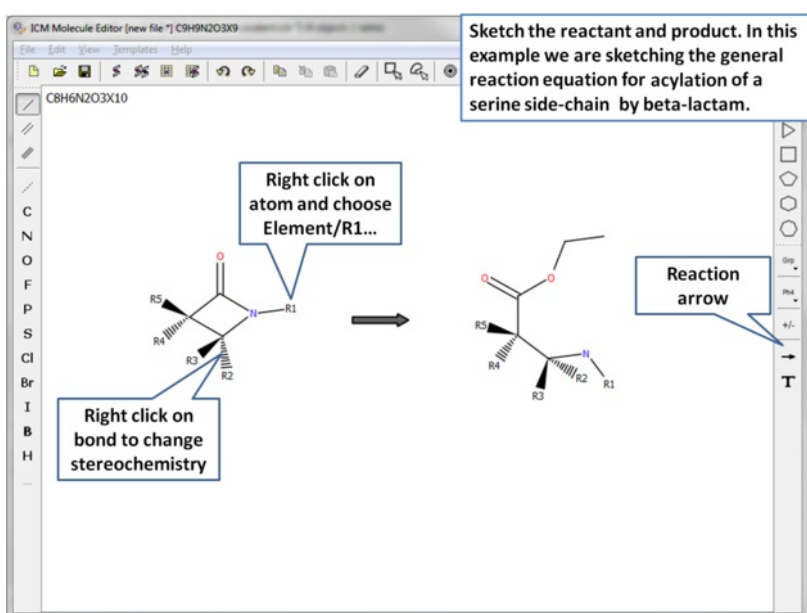 ICM Molecule Editor [new file *] C9H9N2O3X9
File Edit View Templates Help
Sketch the reactant and product. In this
example we are sketching the general
reaction equation for acylation of a
serine side-chain by beta-lactam.
C8H6N2O3X10
C
N
O
F
P
S
Cl
Br
I
B
H
...
Right click on
atom and choose
Element/R1...
O
R5
N
R1
R4
R3
R2
Right click on
bond to change
stereochemistry
O
O
R5
R4
N
R2
R1
R3
Reaction
arrow
Grp
Ph4
+/-
T